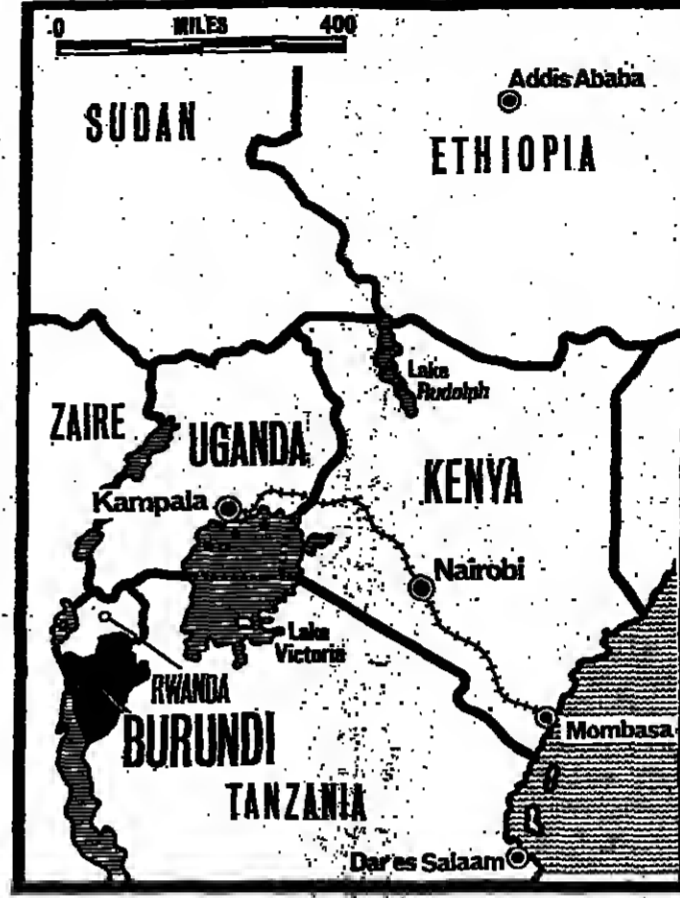 0 MILES 400
Addis Ababa
SUDAN
ETHIOPIA
Lake
Rudolph
ZAIRE
UGANDA
KENYA
Kampala
Nairobi
Lake
Victoria
RWANDA
BURUNDI
Mombasa
TANZANIA
Dar'es Salaam